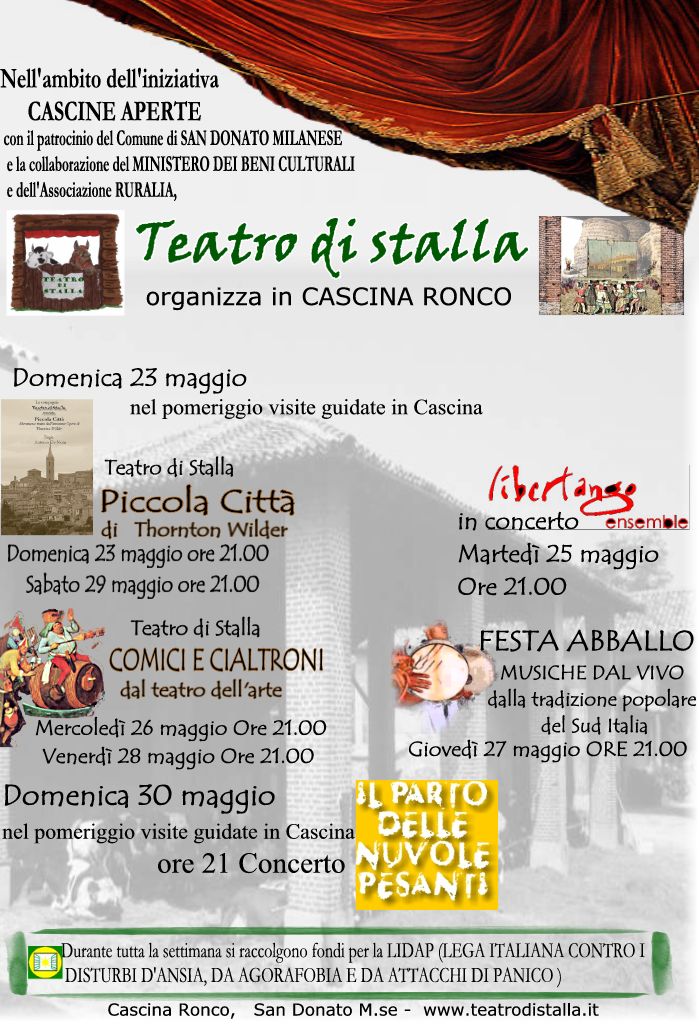 Nell'ambito dell'iniziativa
CASCINE APERTE
con il patrocinio del Comune di SAN DONATO MILANESE
e la collaborazione del MINISTERO DEI BENI CULTURALI
e dell'Associazione RURALIA,
TEATRO
DI
STALLA
Teatro di stalla
organizza in CASCINA RONCO
Domenica 23 maggio
nel pomeriggio visite guidate in Cascina
Teatro di Stalla
Piccola Città
Teatro di Stalla
Piccola Città
di Thornton Wilder
Domenica 23 maggio ore 21.00
Sabato 29 maggio ore 21.00
libertango
in concerto ensemble
Martedì 25 maggio
Ore 21.00
Teatro di Stalla
COMICI E CIALTRONI
dal teatro dell'arte
Mercoledì 26 maggio Ore 21.00
Venerdì 28 maggio Ore 21.00
FESTA ABBALLO
MUSICHE DAL VIVO
dalla tradizione popolare
del Sud Italia
Giovedì 27 maggio ORE 21.00
Domenica 30 maggio
nel pomeriggio visite guidate in Cascina
ore 21 Concerto
IL PARTO
DELLE
NUVOLE
PESANTI
Durante tutta la settimana si raccolgono fondi per la LIDAP (LEGA ITALIANA CONTRO I
DISTURBI D'ANSIA, DA AGORAFOBIA E DA ATTACCHI DI PANICO )
Cascina Ronco, San Donato M.se - www.teatrodistalla.it